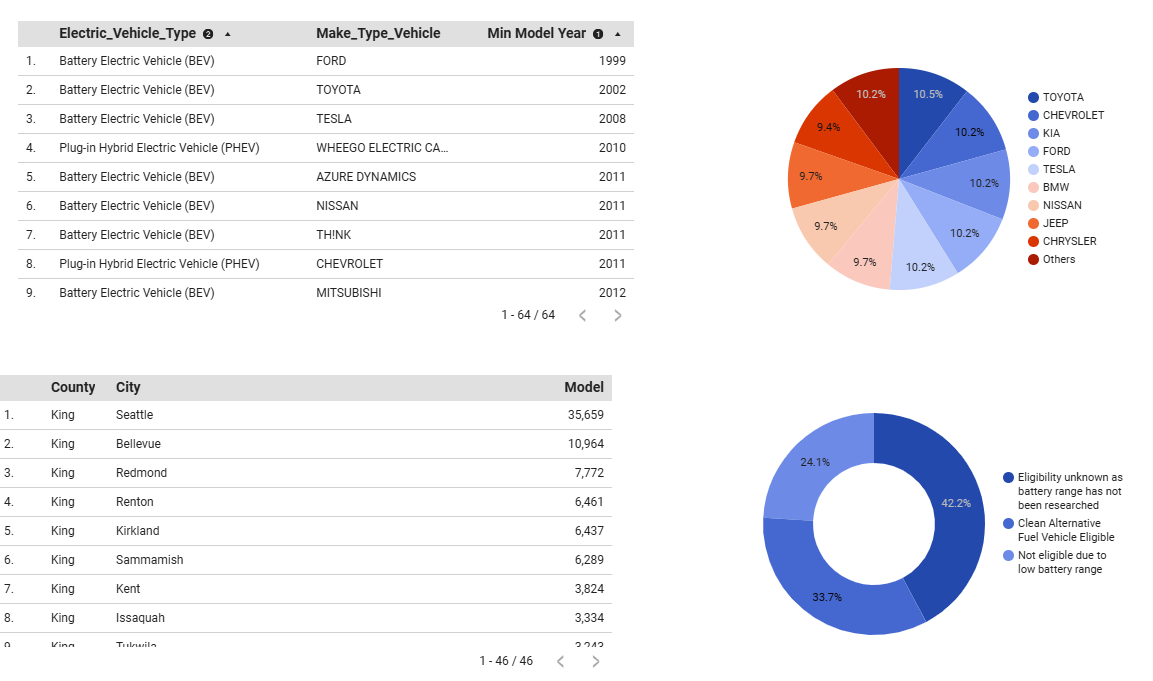 Electric_Vehicle_Type 2 Make_Type_Vehicle Min Model Year 1
1. Battery Electric Vehicle (BEV) FORD 1999
2. Battery Electric Vehicle (BEV) TOYOTA 2002
3. Battery Electric Vehicle (BEV) TESLA 2008
4. Plug-in Hybrid Electric Vehicle (PHEV) WHEEGO ELECTRIC CA... 2010
5. Battery Electric Vehicle (BEV) AZURE DYNAMICS 2011
6. Battery Electric Vehicle (BEV) NISSAN 2011
7. Battery Electric Vehicle (BEV) TH!NK 2011
8. Plug-in Hybrid Electric Vehicle (PHEV) CHEVROLET 2011
9. Battery Electric Vehicle (BEV) MITSUBISHI 2012
1 - 64 / 64
10.2% 10.5%
9.4% 10.2%
9.7% 10.2%
9.7% 10.2%
9.7% 10.2%
TOYOTA
CHEVROLET
KIA
FORD
TESLA
BMW
NISSAN
JEEP
CHRYSLER
Others
County City Model
1. King Seattle 35,659
2. King Bellevue 10,964
3. King Redmond 7,772
4. King Renton 6,461
5. King Kirkland 6,437
6. King Sammamish 6,289
7. King Kent 3,824
8. King Issaquah 3,334
9. King Tukwila 3,243
1 - 46 / 46
24.1%
42.2%
33.7%
Eligibility unknown as
battery range has not
been researched
Clean Alternative
Fuel Vehicle Eligible
Not eligible due to
low battery range